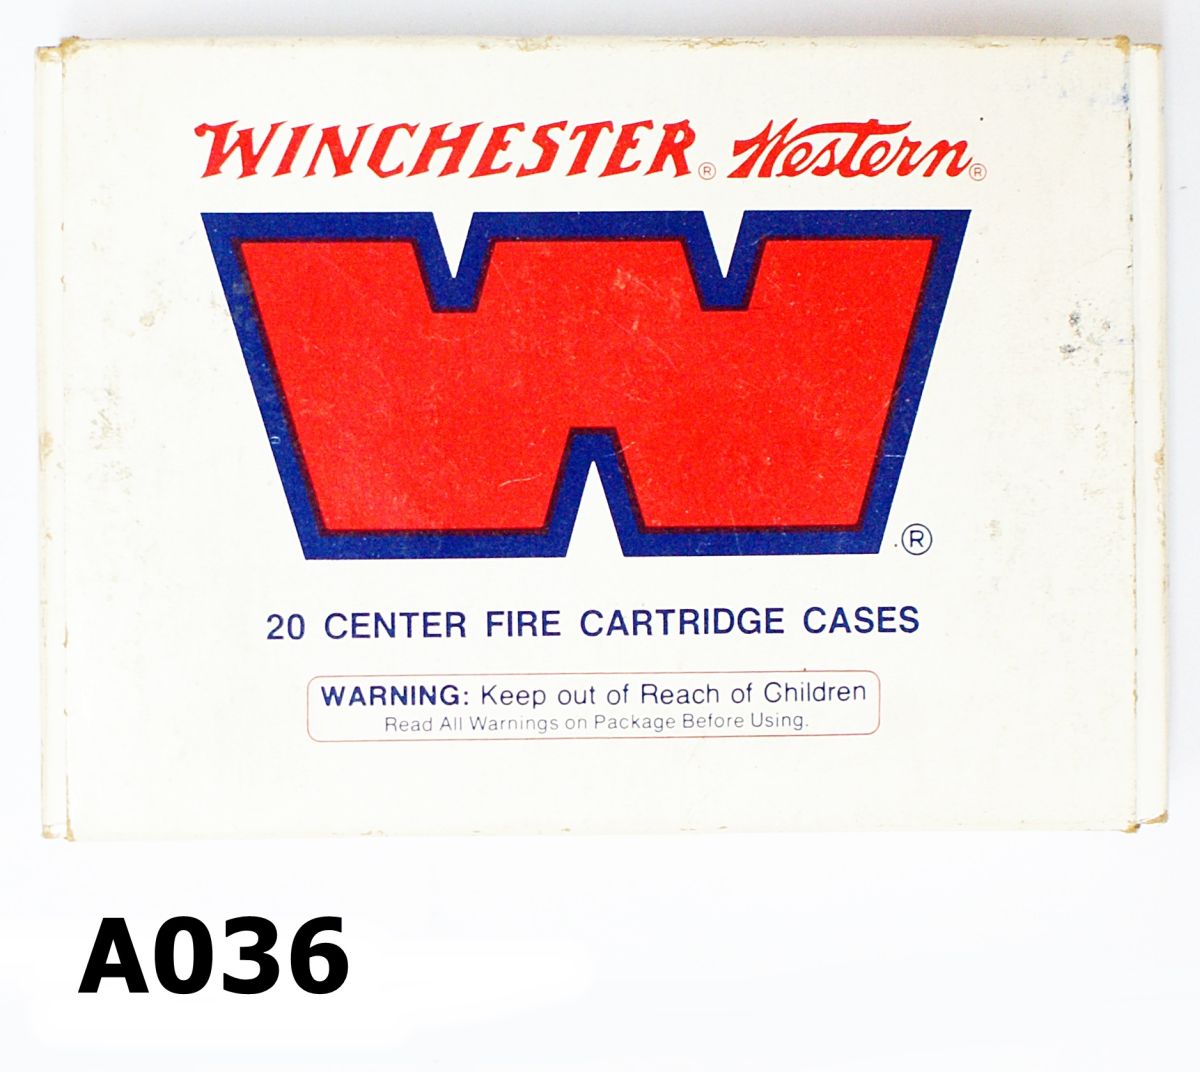 WINCHESTER® Western®
W®
20 CENTER FIRE CARTRIDGE CASES
WARNING: Keep out of Reach of Children
Read All Warnings on Package Before Using.
A036